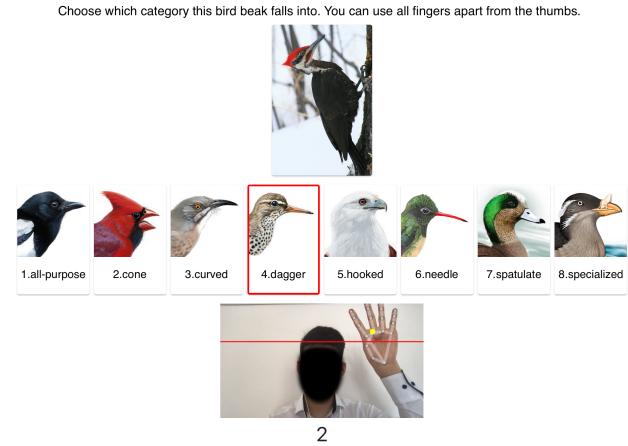 Choose which category this bird beak falls into. You can use all fingers apart from the thumbs.
1.all-purpose
2.cone
3.curved
4.dagger
5.hooked
6.needle
7.spatulate
8.specialized
2